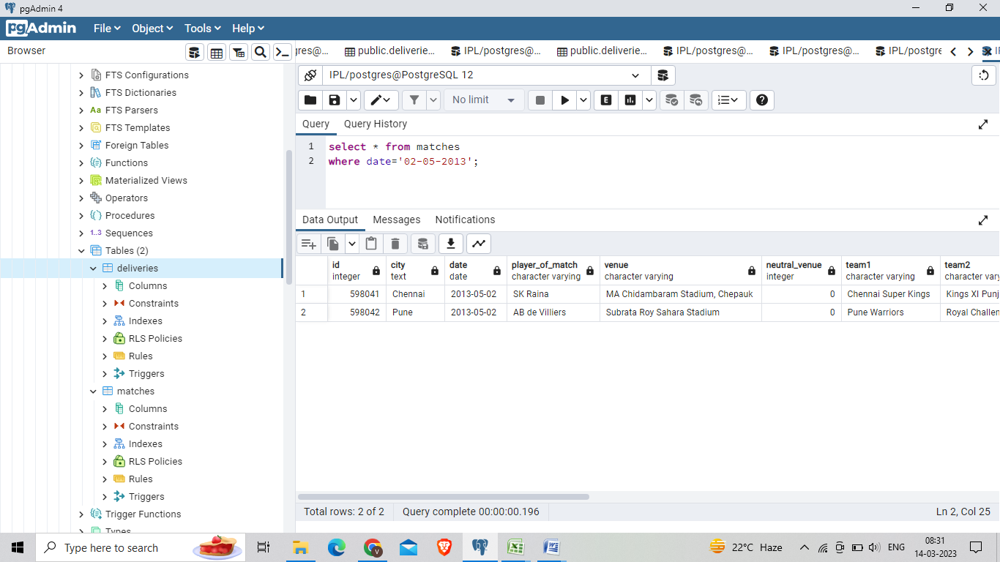 pgAdmin 4
pgAdmin File Object Tools Help
Browser
gres@... public.deliverie... IPL/postgres@... public.deliverie... IPL/postgres@... IPL/postgres@... IPL/postgre
IPL/postgres@PostgreSQL 12
No limit
E
Query Query History
1 select * from matches
2 where date='02-05-2013';
FTS Configurations
FTS Dictionaries
Aa FTS Parsers
FTS Templates
Foreign Tables
Functions
Materialized Views
Operators
Procedures
1..3 Sequences
Tables (2)
deliveries
Columns
Constraints
Indexes
RLS Policies
Rules
Triggers
matches
Columns
Constraints
Indexes
RLS Policies
Rules
Triggers
Trigger Functions
Types
Data Output Messages Notifications
id city date player_of_match venue neutral_venue team1 team2
integer text date character varying character varying integer character varying character vary
1 598041 Chennai 2013-05-02 SK Raina MA Chidambaram Stadium, Chepauk 0 Chennai Super Kings Kings XI Punj
2 598042 Pune 2013-05-02 AB de Villiers Subrata Roy Sahara Stadium 0 Pune Warriors Royal Challen
Total rows: 2 of 2 Query complete 00:00:00.196 Ln 2, Col 25
Type here to search
22°C Haze ENG 08:31
14-03-2023